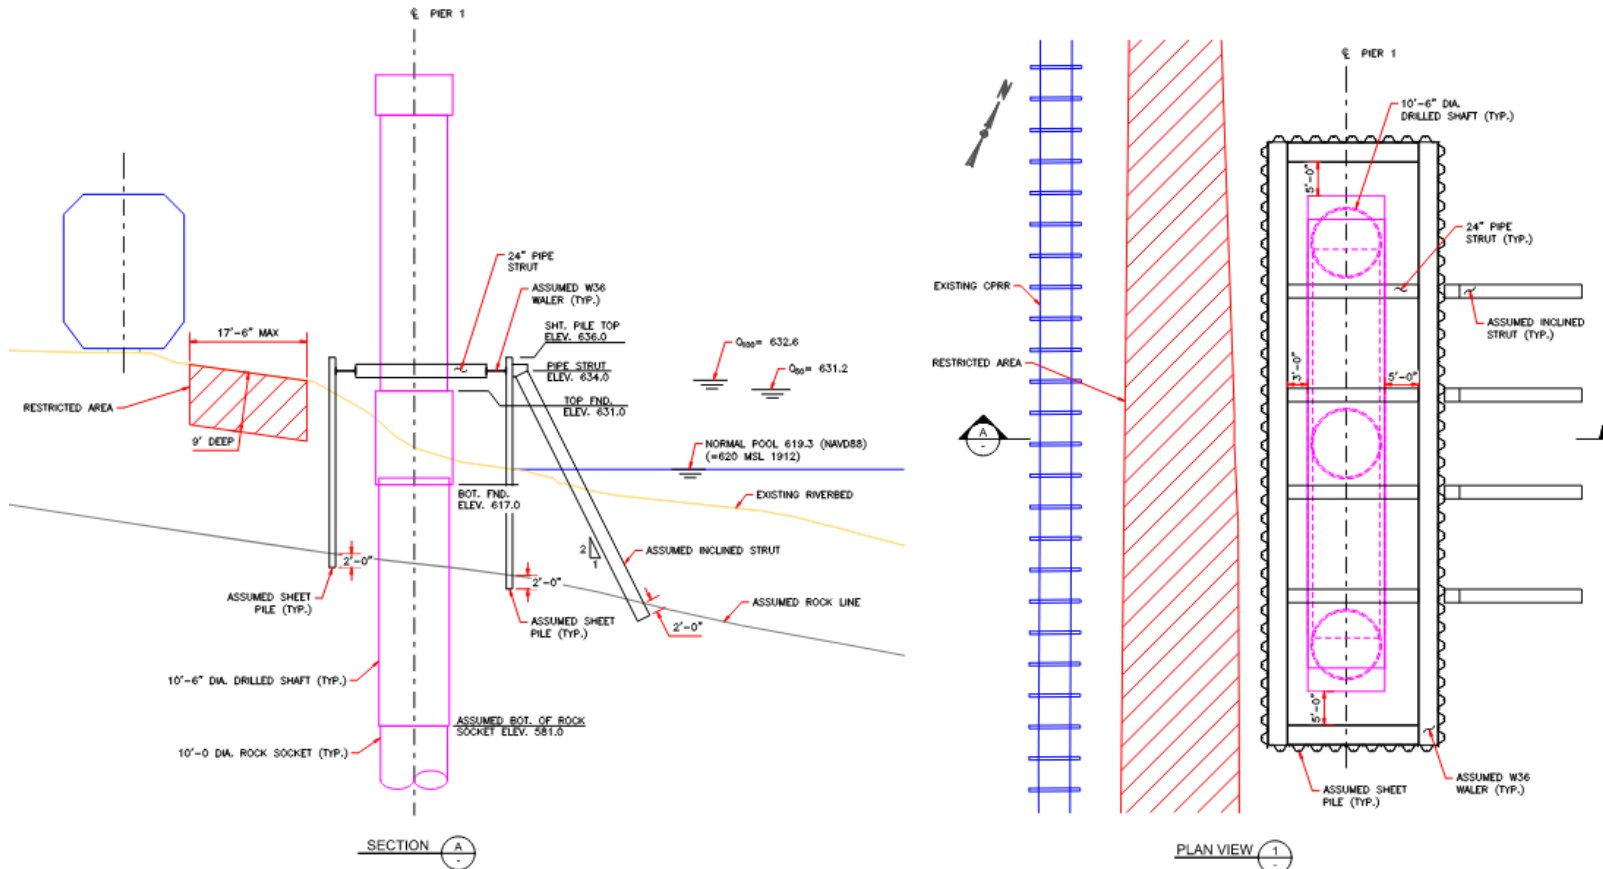 ℄ PIER 1
24" PIPE
STRUT
ASSUMED W36
WALER (TYP.)
17'-6" MAX
SHT. PILE TOP
ELEV. 636.0
PIPE STRUT
ELEV. 634.0
TOP FND.
ELEV. 631.0
Q₅₀₀= 632.6
Q₅₀= 631.2
RESTRICTED AREA
9' DEEP
NORMAL POOL 619.3 (NAVD88)
(=620 MSL 1912)
BOT. FND.
ELEV. 617.0
EXISTING RIVERBED
2
1
ASSUMED INCLINED STRUT
2'-0"
2'-0"
ASSUMED SHEET
PILE (TYP.)
ASSUMED ROCK LINE
ASSUMED SHEET
PILE (TYP.)
2'-0"
10'-6" DIA. DRILLED SHAFT (TYP.)
ASSUMED BOT. OF ROCK
SOCKET ELEV. 581.0
10'-0 DIA. ROCK SOCKET (TYP.)
SECTION
A
-
℄ PIER 1
N
10'-6" DIA.
DRILLED SHAFT (TYP.)
5'-0"
24" PIPE
STRUT (TYP.)
EXISTING CPRR
ASSUMED INCLINED
STRUT (TYP.)
RESTRICTED AREA
3'-0"
5'-0"
A
-
5'-0"
ASSUMED SHEET
PILE (TYP.)
ASSUMED W36
WALER (TYP.)
PLAN VIEW
1
-